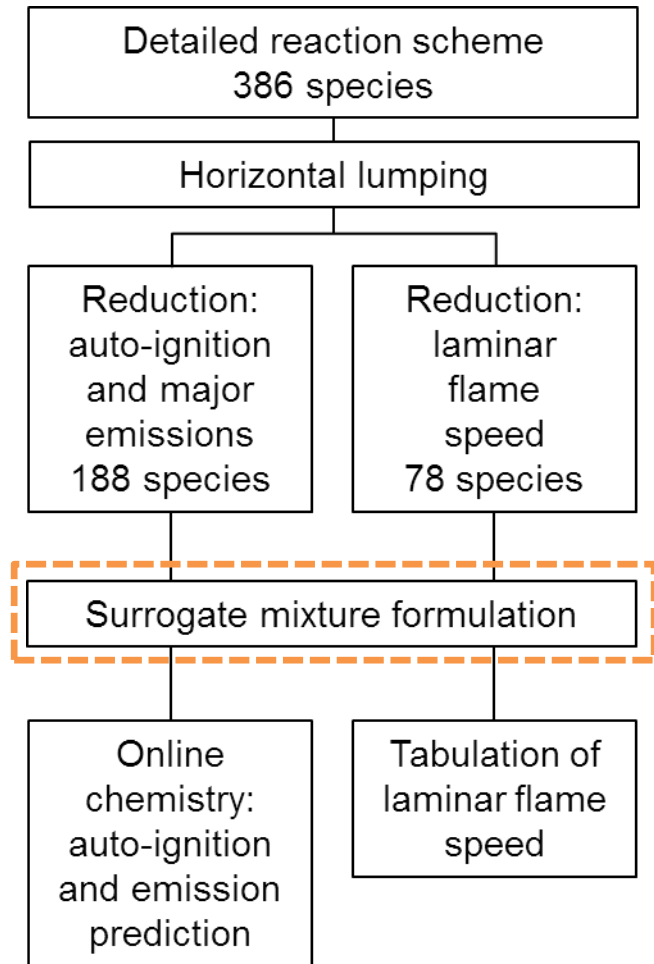 Detailed reaction scheme
386 species
Horizontal lumping
Reduction:
auto-ignition
and major
emissions
188 species
Reduction:
laminar
flame
speed
78 species
Surrogate mixture formulation
Online
chemistry:
auto-ignition
and emission
prediction
Tabulation of
laminar flame
speed